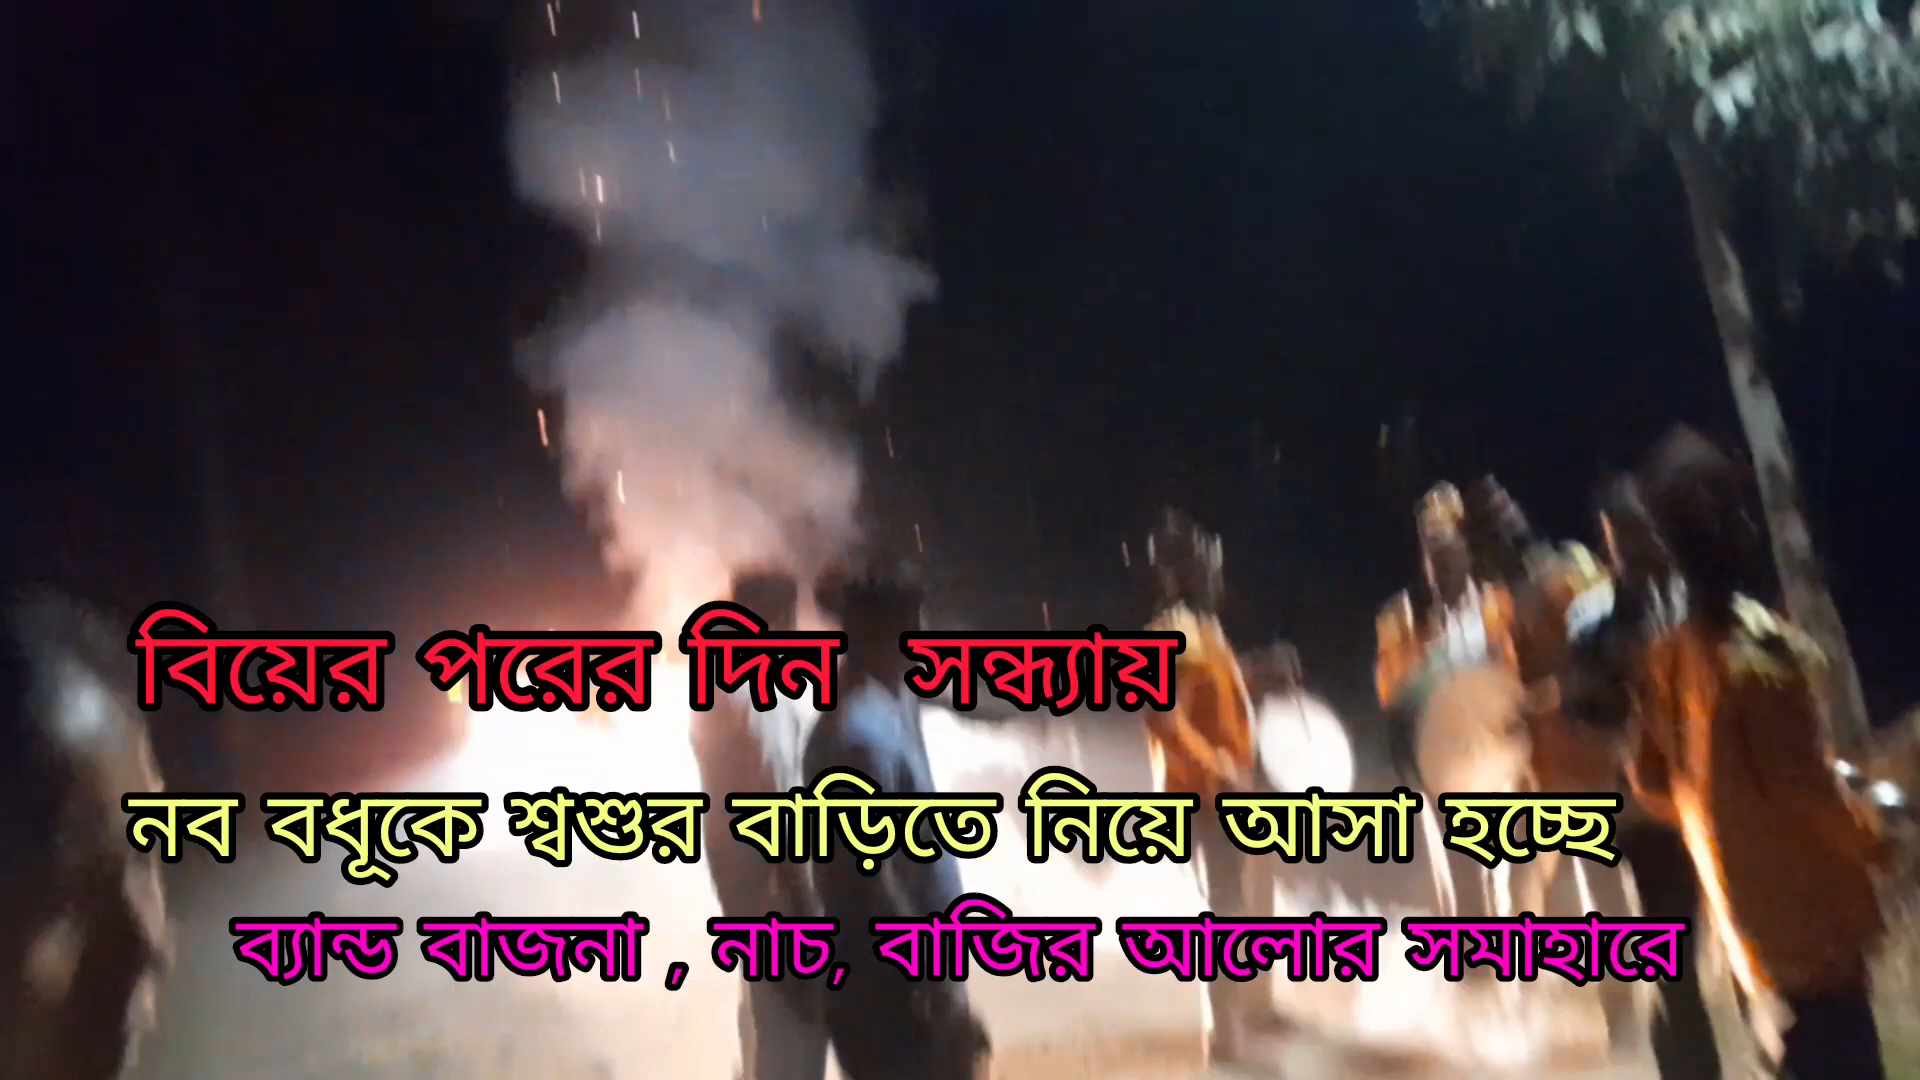 বিয়ের পরের দিন সন্ধ্যায়
নব বধূকে শ্বশুর বাড়িতে নিয়ে আসা হচ্ছে
ব্যান্ড বাজনা , নাচ, বাজির আলোর সমাহারে